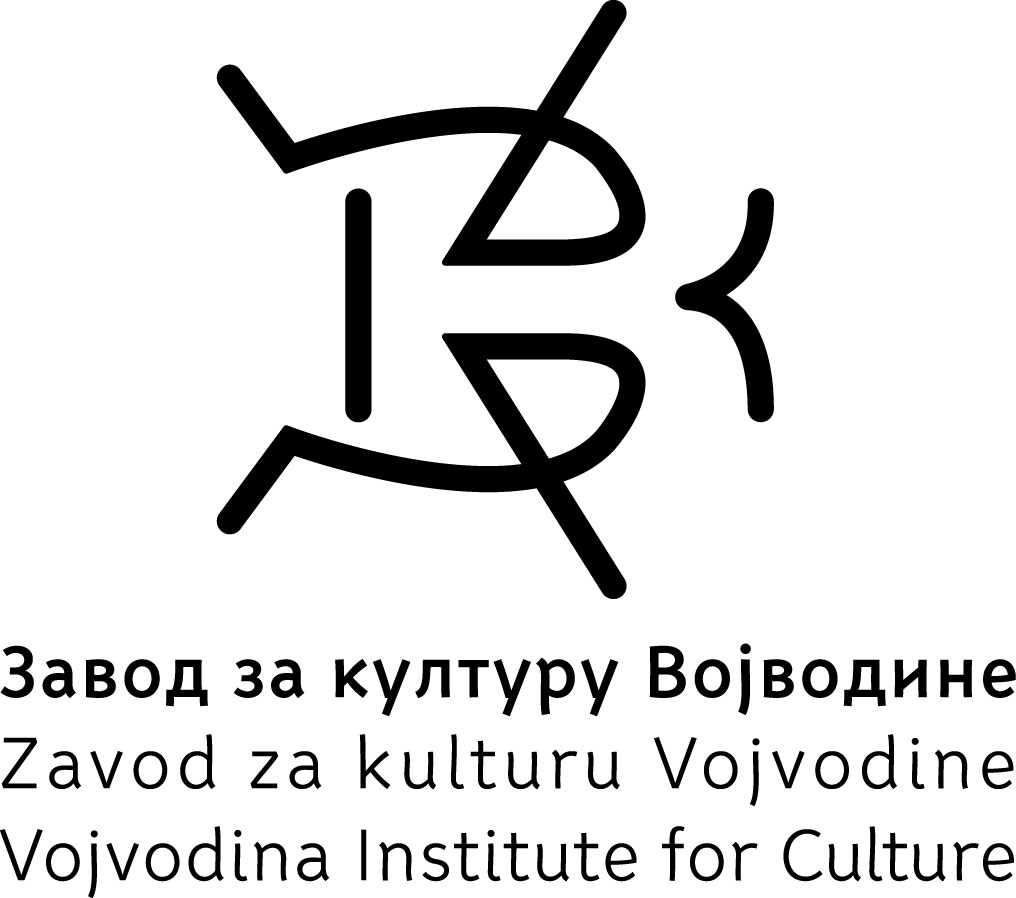 Завод за културу Војводине
Zavod za kulturu Vojvodine
Vojvodina Institute for Culture